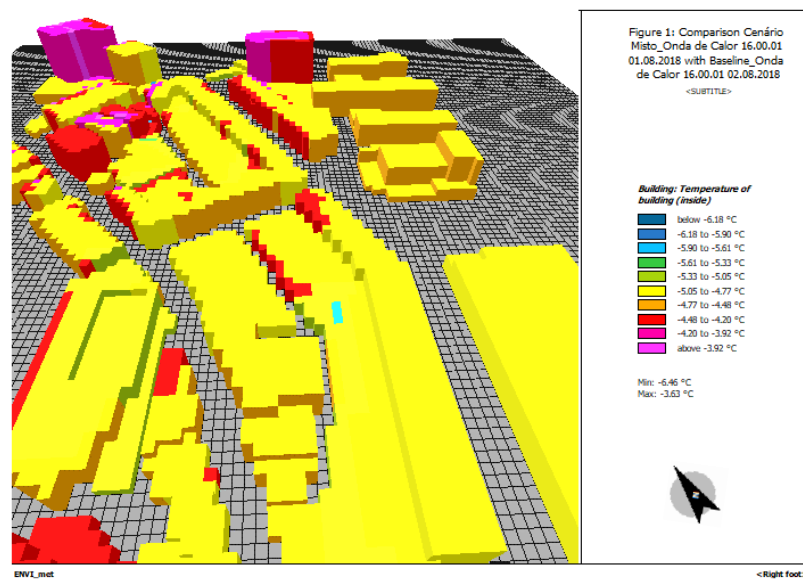 Figure 1: Comparison Cenário
Misto_Onda de Calor 16.00.01
01.08.2018 with Baseline_Onda
de Calor 16.00.01 02.08.2018
<SUBTITLE>
Building: Temperature of
building (inside)
below -6.18 °C
-6.18 to -5.90 °C
-5.90 to -5.61 °C
-5.61 to -5.33 °C
-5.33 to -5.05 °C
-5.05 to -4.77 °C
-4.77 to -4.48 °C
-4.48 to -4.20 °C
-4.20 to -3.92 °C
above -3.92 °C
Min: -6.46 °C
Max: -3.63 °C
ENVI_met
<Right foot